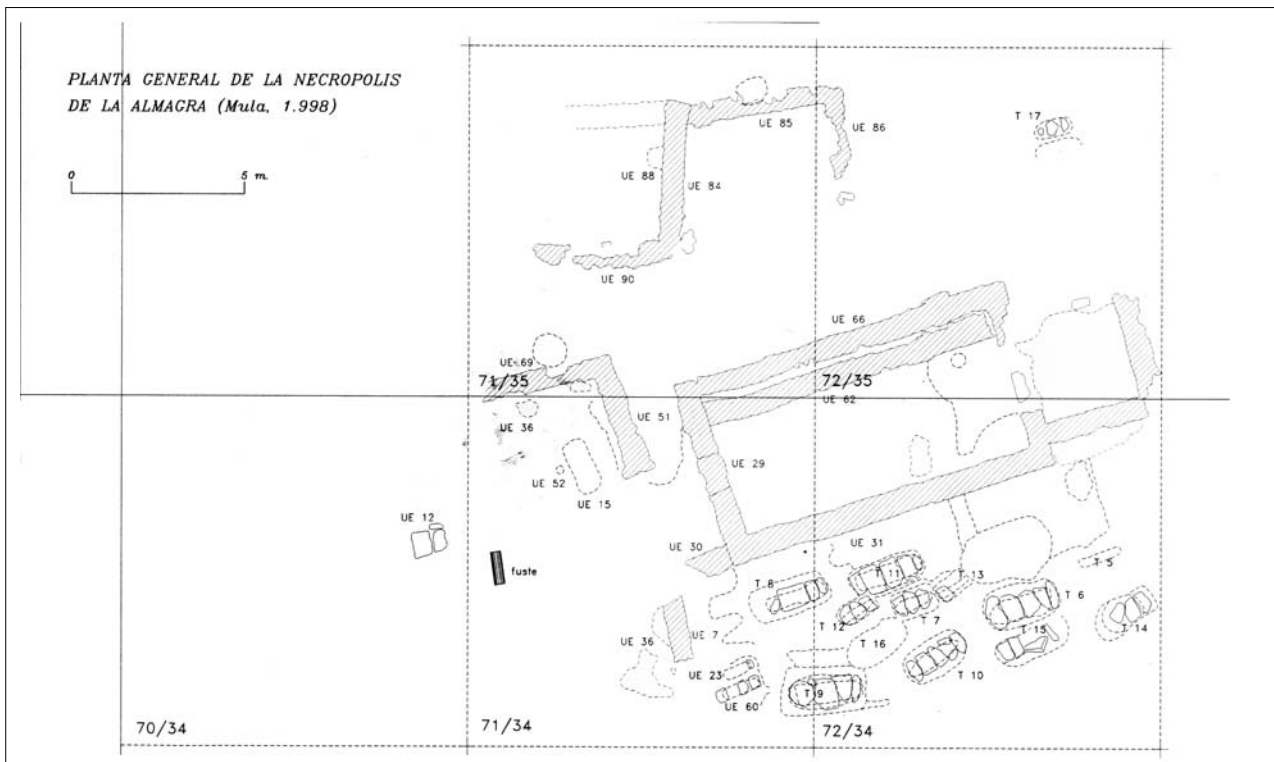 PLANTA GENERAL DE LA NECROPOLIS
DE LA ALMAGRA (Mula, 1.998)
0 5 m.
UE 85
UE 86
T 17
UE 88
UE 84
UE 90
UE 66
UE 69
71/35
72/35
UE 62
UE 36
UE 51
UE 29
UE 52
UE 15
UE 12
fuste
UE 30
UE 31
T 8
T 11
T 13
T 5
T 12
T 7
T 6
T 14
UE 36
UE 7
T 16
T 15
UE 23
T 10
UE 60
T 9
70/34
71/34
72/34